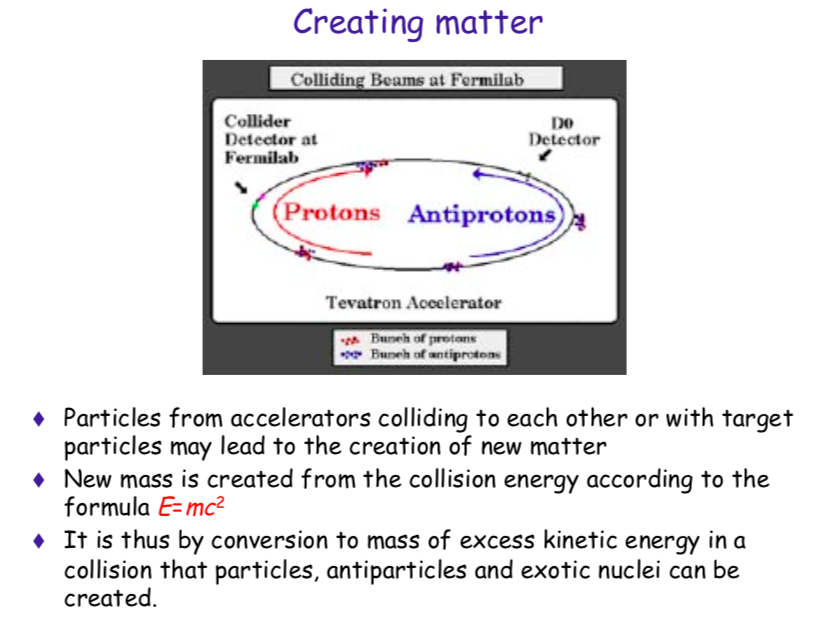 Creating matter
Colliding Beams at Fermilab
Collider
Detector at
Fermilab
D0
Detector
Protons
Antiprotons
Tevatron Accelerator
Bunch of protons
Bunch of antiprotons
♦ Particles from accelerators colliding to each other or with target
particles may lead to the creation of new matter
♦ New mass is created from the collision energy according to the
formula E=mc²
♦ It is thus by conversion to mass of excess kinetic energy in a
collision that particles, antiparticles and exotic nuclei can be
created.